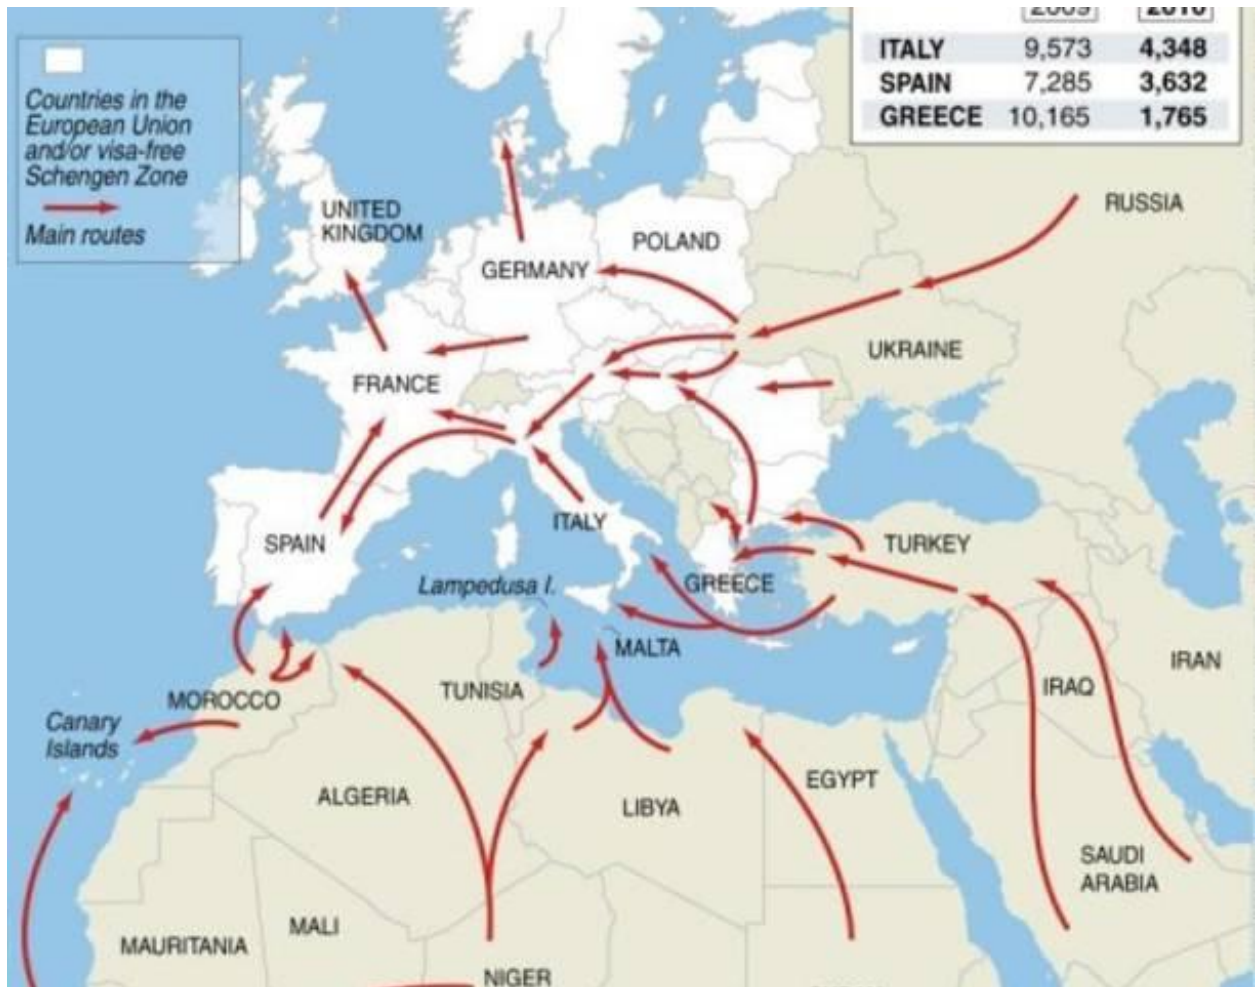 2009 2010
ITALY 9,573 4,348
SPAIN 7,285 3,632
GREECE 10,165 1,765
Countries in the
European Union
and/or visa-free
Schengen Zone
Main routes
RUSSIA
UNITED
KINGDOM
POLAND
GERMANY
UKRAINE
FRANCE
ITALY
SPAIN
TURKEY
GREECE
Lampedusa I.
MALTA
IRAN
IRAQ
TUNISIA
MOROCCO
Canary
Islands
EGYPT
ALGERIA
LIBYA
SAUDI
ARABIA
MALI
MAURITANIA
NIGER